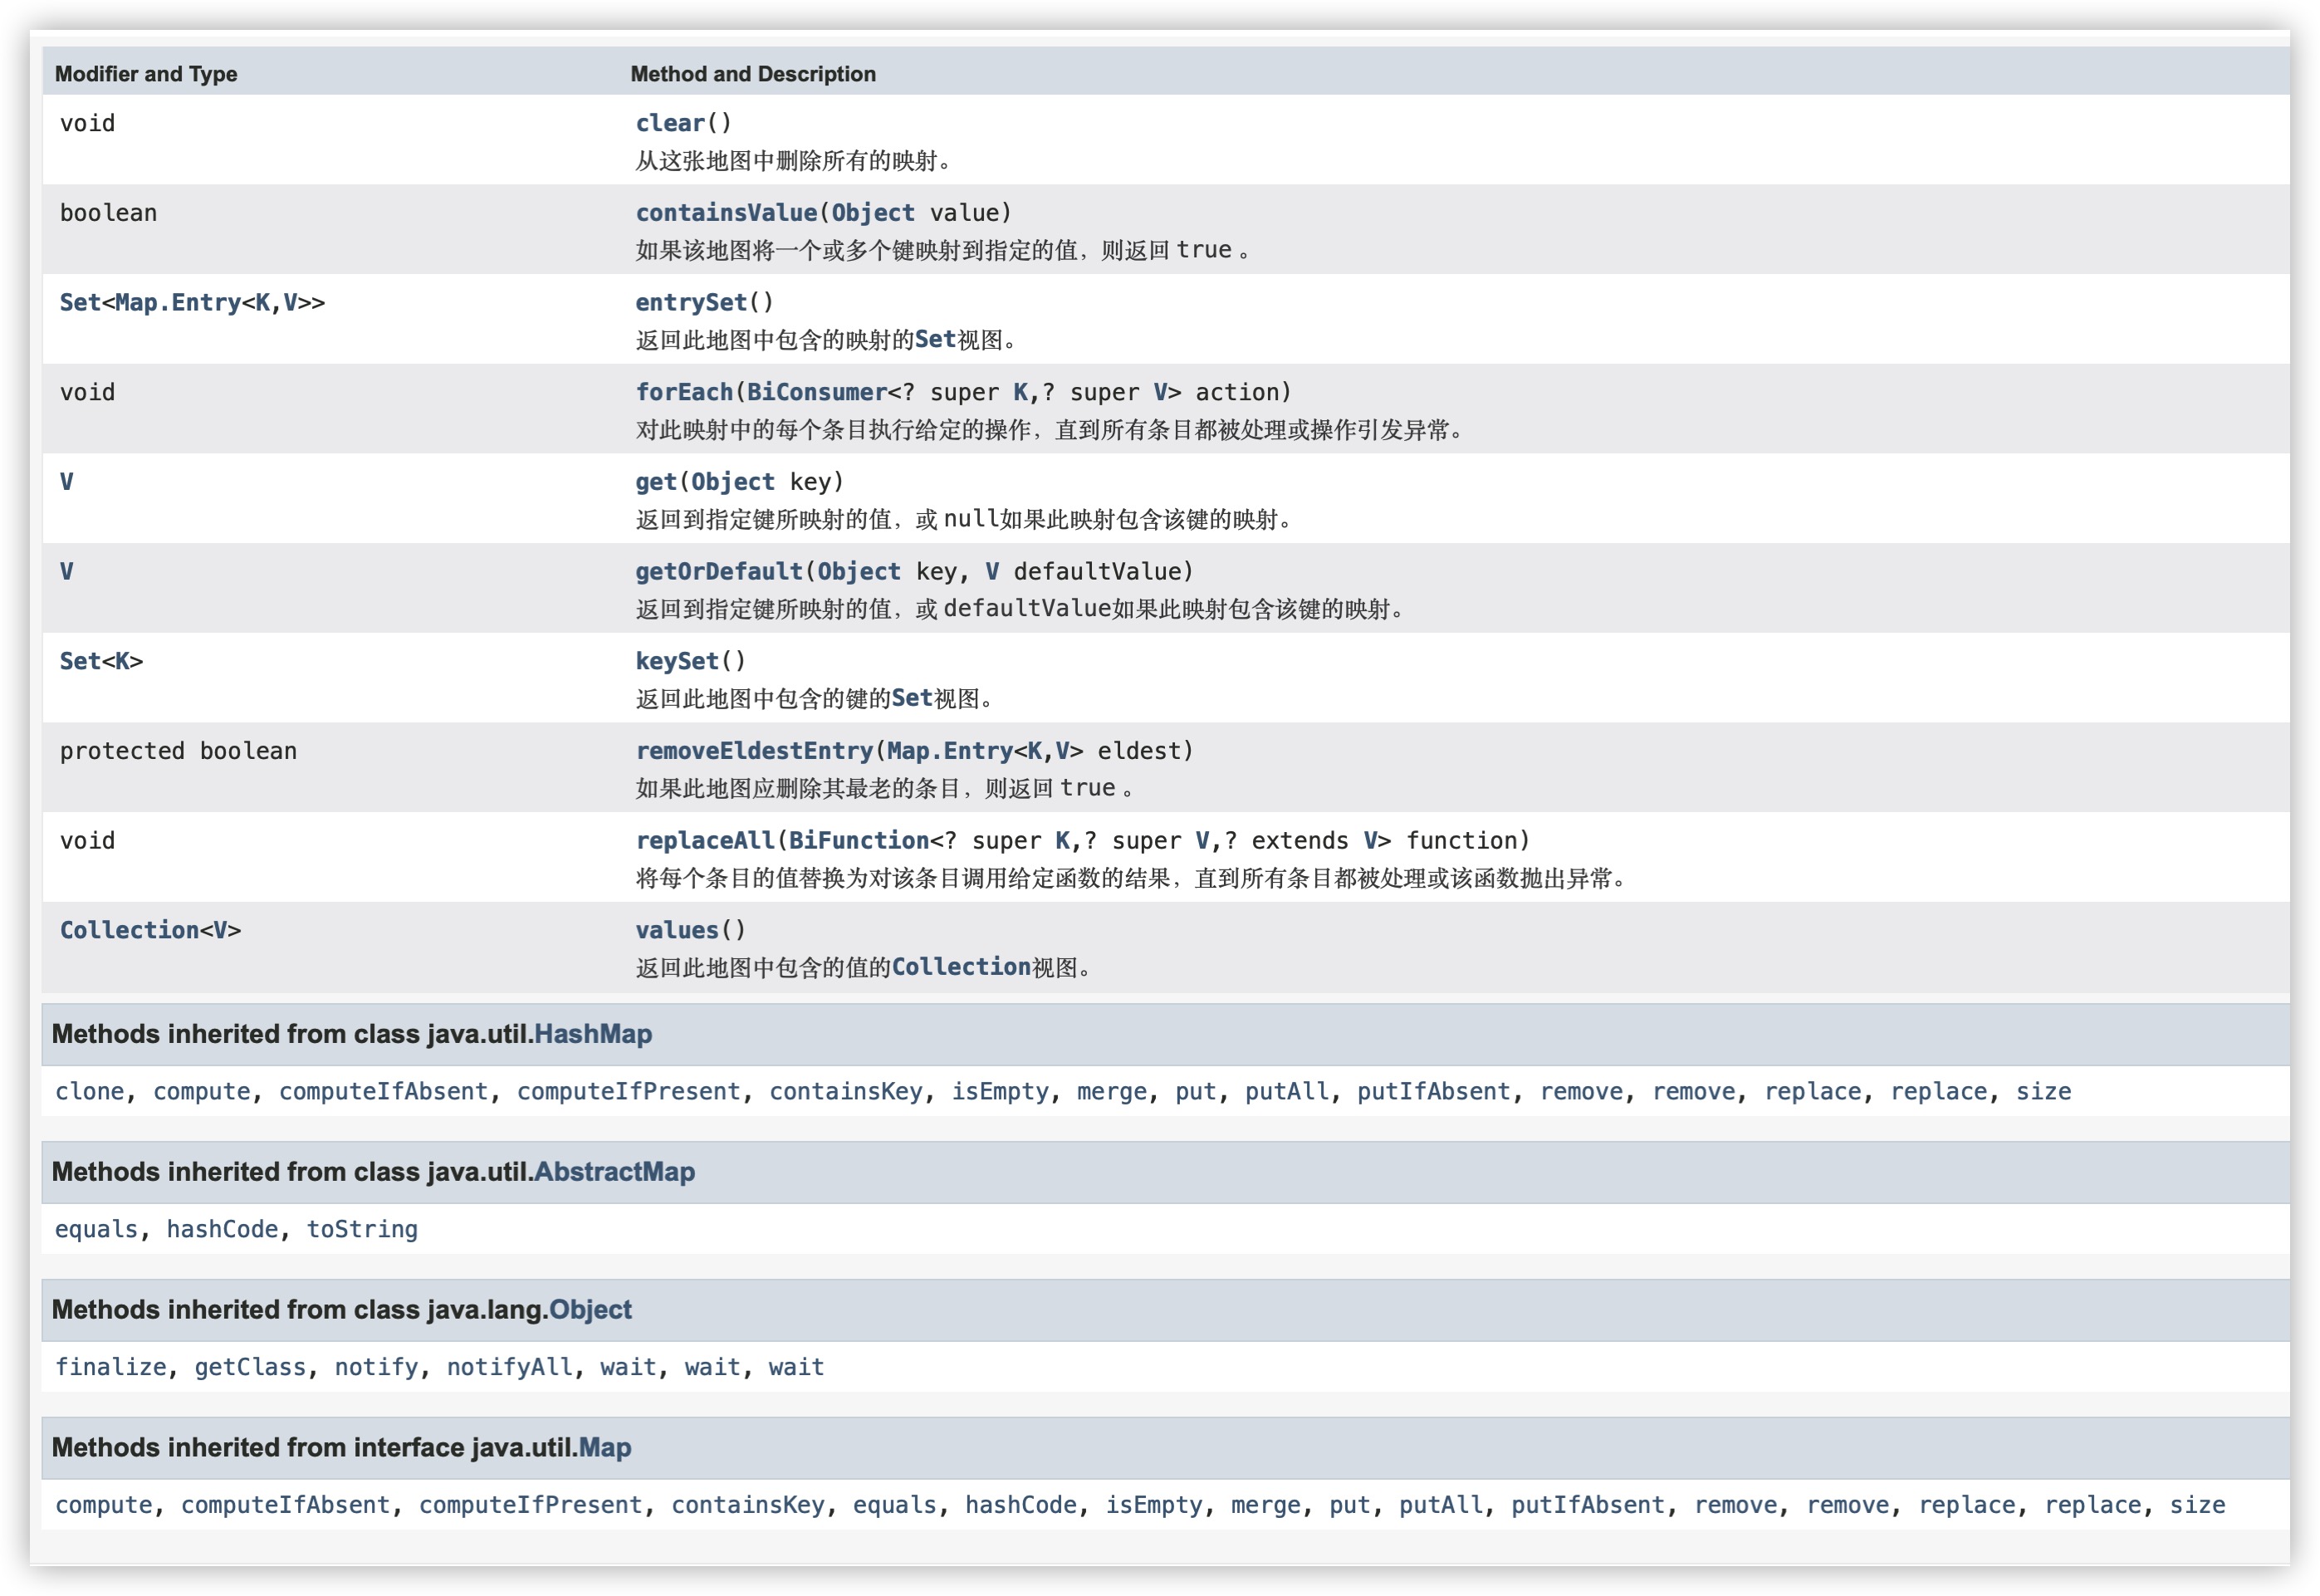 Modifier and Type Method and Description
void clear()
从这张地图中删除所有的映射。
boolean containsValue(Object value)
如果该地图将一个或多个键映射到指定的值，则返回 true 。
Set<Map.Entry<K,V>> entrySet()
返回此地图中包含的映射的Set视图。
void forEach(BiConsumer<? super K,? super V> action)
对此映射中的每个条目执行给定的操作，直到所有条目都被处理或操作引发异常。
V get(Object key)
返回到指定键所映射的值，或 null如果此映射包含该键的映射。
V getOrDefault(Object key, V defaultValue)
返回到指定键所映射的值，或 defaultValue如果此映射包含该键的映射。
Set<K> keySet()
返回此地图中包含的键的Set视图。
protected boolean removeEldestEntry(Map.Entry<K,V> eldest)
如果此地图应删除其最老的条目，则返回 true 。
void replaceAll(BiFunction<? super K,? super V,? extends V> function)
将每个条目的值替换为对该条目调用给定函数的结果，直到所有条目都被处理或该函数抛出异常。
Collection<V> values()
返回此地图中包含的值的Collection视图。
Methods inherited from class java.util.HashMap
clone, compute, computeIfAbsent, computeIfPresent, containsKey, isEmpty, merge, put, putAll, putIfAbsent, remove, remove, replace, replace, size
Methods inherited from class java.util.AbstractMap
equals, hashCode, toString
Methods inherited from class java.lang.Object
finalize, getClass, notify, notifyAll, wait, wait, wait
Methods inherited from interface java.util.Map
compute, computeIfAbsent, computeIfPresent, containsKey, equals, hashCode, isEmpty, merge, put, putAll, putIfAbsent, remove, remove, replace, replace, size